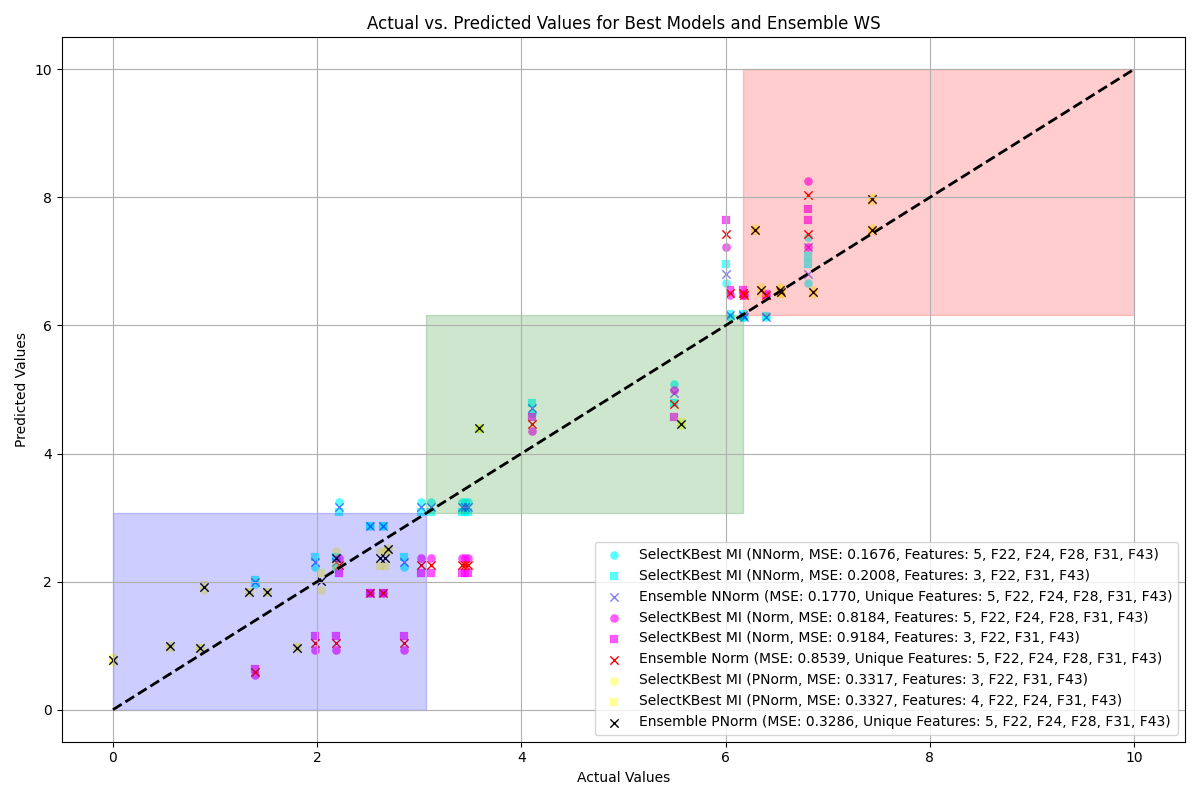 Actual vs. Predicted Values for Best Models and Ensemble WS
10
8
6
4
2
0
Predicted Values
SelectKBest MI (NNorm, MSE: 0.1676, Features: 5, F22, F24, F28, F31, F43)
SelectKBest MI (NNorm, MSE: 0.2008, Features: 3, F22, F31, F43)
Ensemble NNorm (MSE: 0.1770, Unique Features: 5, F22, F24, F28, F31, F43)
SelectKBest MI (Norm, MSE: 0.8184, Features: 5, F22, F24, F28, F31, F43)
SelectKBest MI (Norm, MSE: 0.9184, Features: 3, F22, F31, F43)
Ensemble Norm (MSE: 0.8539, Unique Features: 5, F22, F24, F28, F31, F43)
SelectKBest MI (PNorm, MSE: 0.3317, Features: 3, F22, F31, F43)
SelectKBest MI (PNorm, MSE: 0.3327, Features: 4, F22, F24, F31, F43)
Ensemble PNorm (MSE: 0.3286, Unique Features: 5, F22, F24, F28, F31, F43)
0 2 4 6 8 10
Actual Values